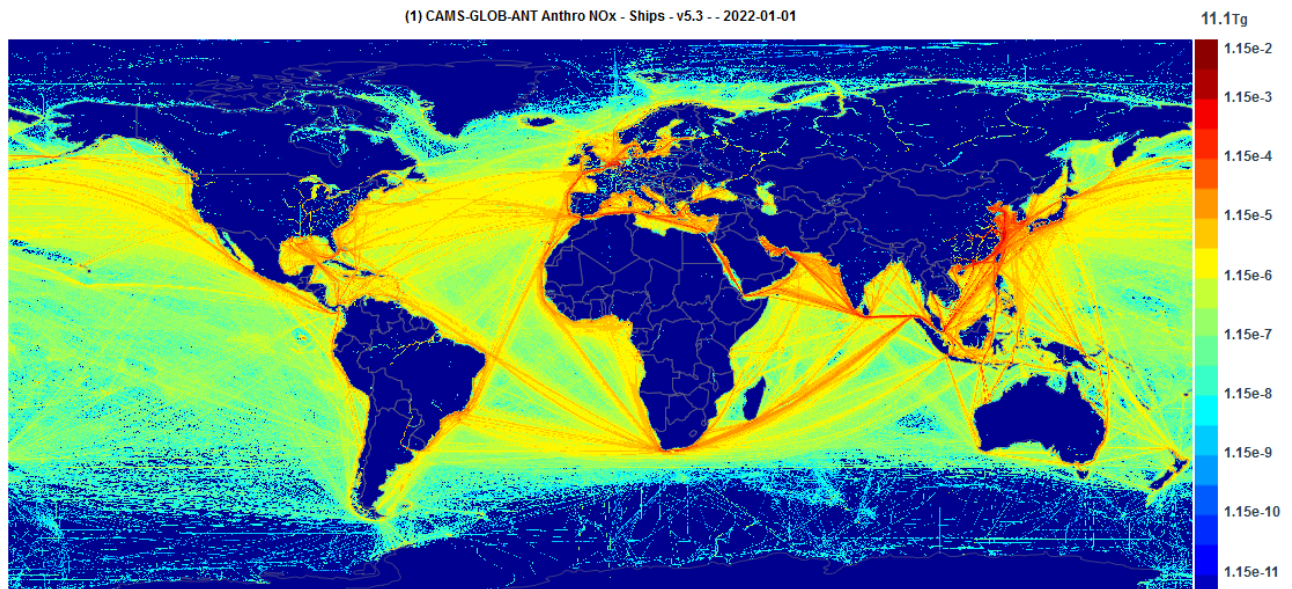 (1) CAMS-GLOB-ANT Anthro NOx - Ships - v5.3 - - 2022-01-01
11.1Tg
1.15e-2
1.15e-3
1.15e-4
1.15e-5
1.15e-6
1.15e-7
1.15e-8
1.15e-9
1.15e-10
1.15e-11